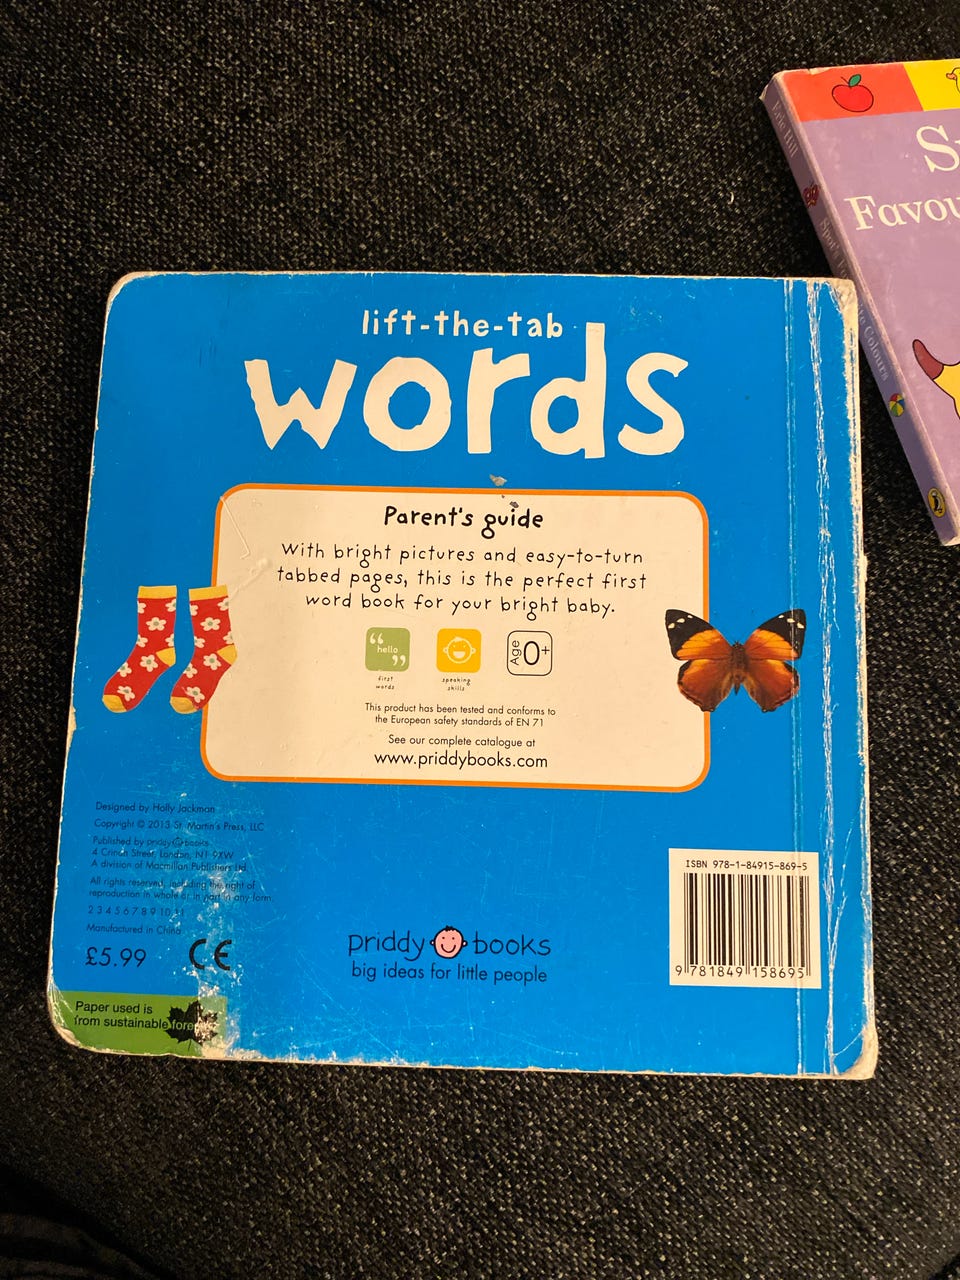 lift-the-tab
words
Parent's guide
With bright pictures and easy-to-turn
tabbed pages, this is the perfect first
word book for your bright baby.
“ hello ”
first
words
speaking
skills
Age 0+
This product has been tested and conforms to
the European safety standards of EN 71
See our complete catalogue at
www.priddybooks.com
Designed by Holly Jackman
Copyright © 2013 St. Martin's Press, LLC
Published by priddy books
4 Crinan Street, London, N1 9XW
A division of Macmillan Publishers Ltd.
All rights reserved, including the right of
reproduction in whole or in part in any form.
2 3 4 5 6 7 8 9 10 11
Manufactured in China
£5.99
CE
Paper used is
from sustainable fore
priddy books
big ideas for little people
ISBN 978-1-84915-869-5
9 781849 158695
Eric Hill
Spot
Colours
S
Favou